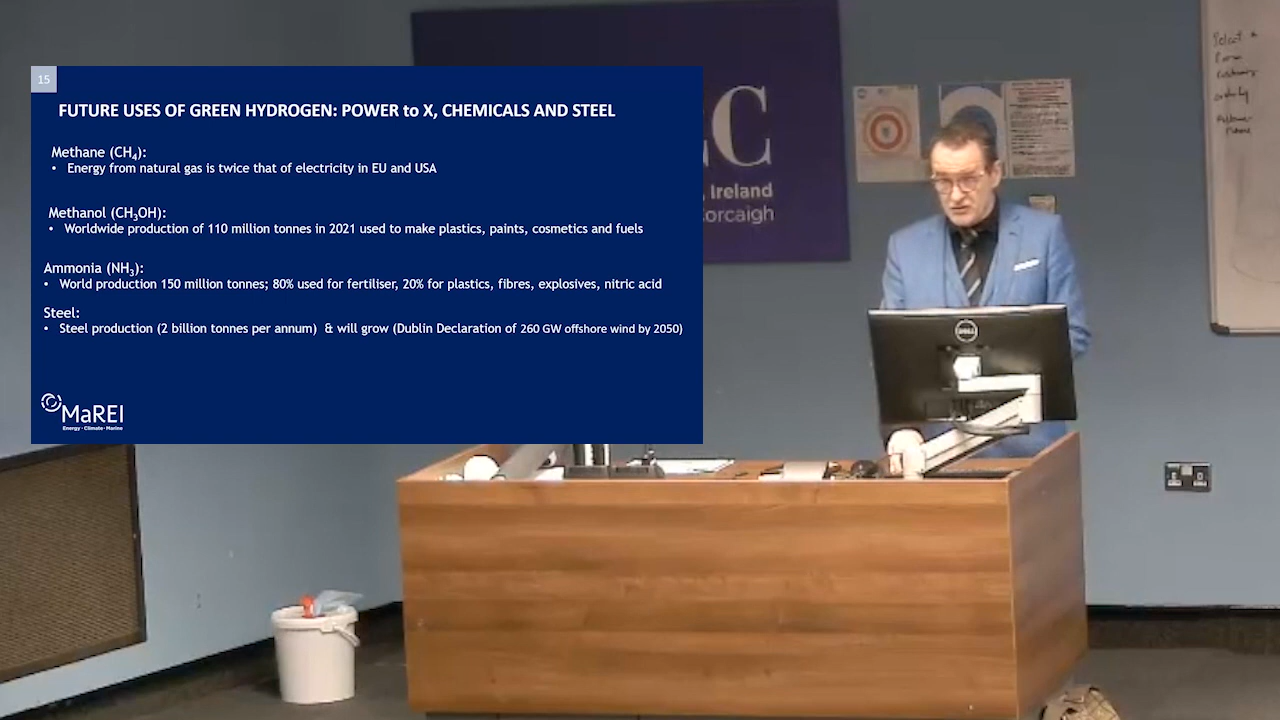 15
FUTURE USES OF GREEN HYDROGEN: POWER to X, CHEMICALS AND STEEL
Methane (CH₄):
• Energy from natural gas is twice that of electricity in EU and USA
Methanol (CH₃OH):
• Worldwide production of 110 million tonnes in 2021 used to make plastics, paints, cosmetics and fuels
Ammonia (NH₃):
• World production 150 million tonnes; 80% used for fertiliser, 20% for plastics, fibres, explosives, nitric acid
Steel:
• Steel production (2 billion tonnes per annum) & will grow (Dublin Declaration of 260 GW offshore wind by 2050)
MaREI
Energy • Climate • Marine
C
, Ireland
orcaigh
DELL
Select